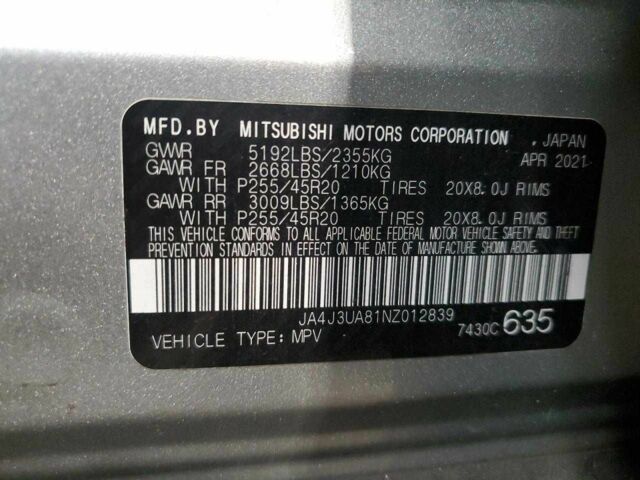 MFD.BY MITSUBISHI MOTORS CORPORATION . JAPAN
GVWR 5192LBS/2355KG APR 2021
GAWR FR 2668LBS/1210KG
WITH P255/45R20 TIRES 20X8.0J RIMS
GAWR RR 3009LBS/1365KG
WITH P255/45R20 TIRES 20X8.0J RIMS
THIS VEHICLE CONFORMS TO ALL APPLICABLE FEDERAL MOTOR VEHICLE SAFETY AND THEFT
PREVENTION STANDARDS IN EFFECT ON THE DATE OF MANUFACTURE SHOWN ABOVE.
JA4J3UA81NZ012839
VEHICLE TYPE: MPV 7430C 635